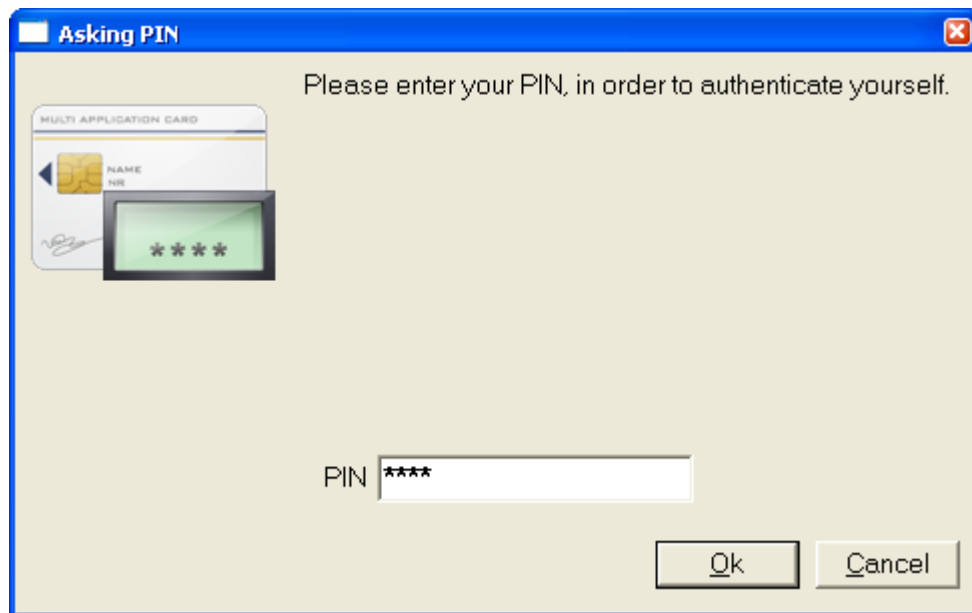 Asking PIN
Please enter your PIN, in order to authenticate yourself.
MULTI APPLICATION CARD
NAME
NR
****
PIN ****
Ok Cancel